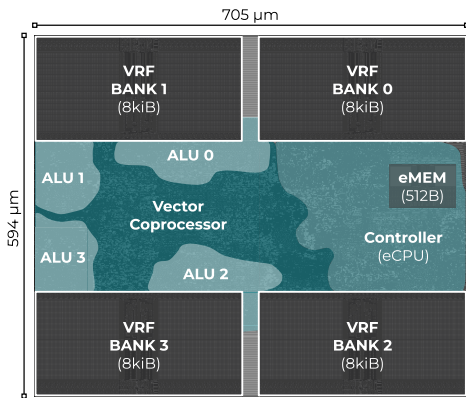 705 µm
594 µm
VRF
BANK 1
(8kiB)
VRF
BANK 0
(8kiB)
ALU 0
ALU 1
eMEM
(512B)
Vector
Coprocessor
Controller
(eCPU)
ALU 3
ALU 2
VRF
BANK 3
(8kiB)
VRF
BANK 2
(8kiB)